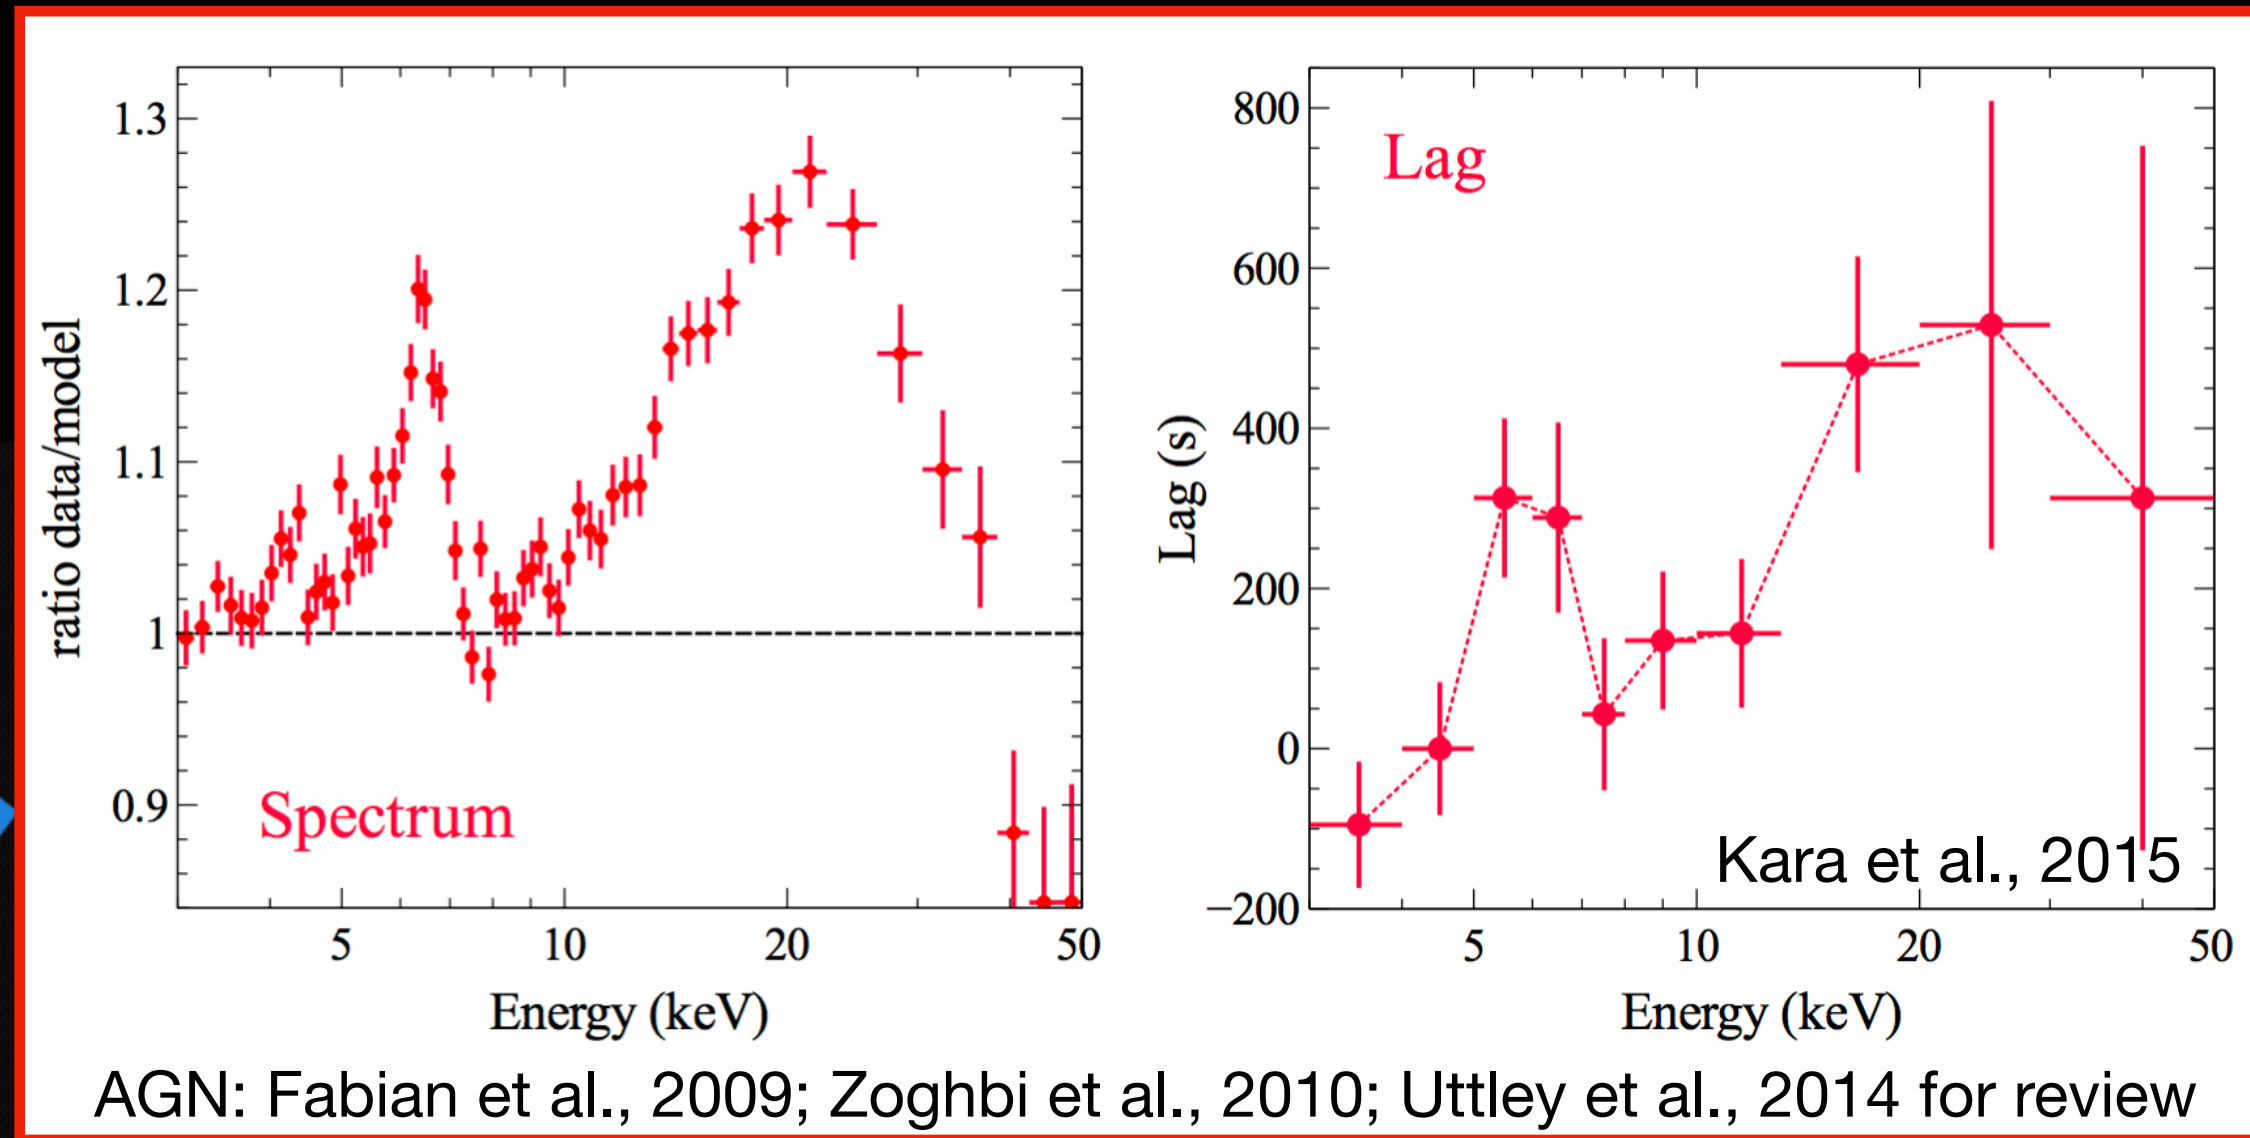 1.3
1.2
1.1
1
0.9
ratio data/model
Spectrum
5 10 20 50
Energy (keV)
800
600
400
200
0
−200
Lag (s)
Lag
Kara et al., 2015
5 10 20 50
Energy (keV)
AGN: Fabian et al., 2009; Zoghbi et al., 2010; Uttley et al., 2014 for review